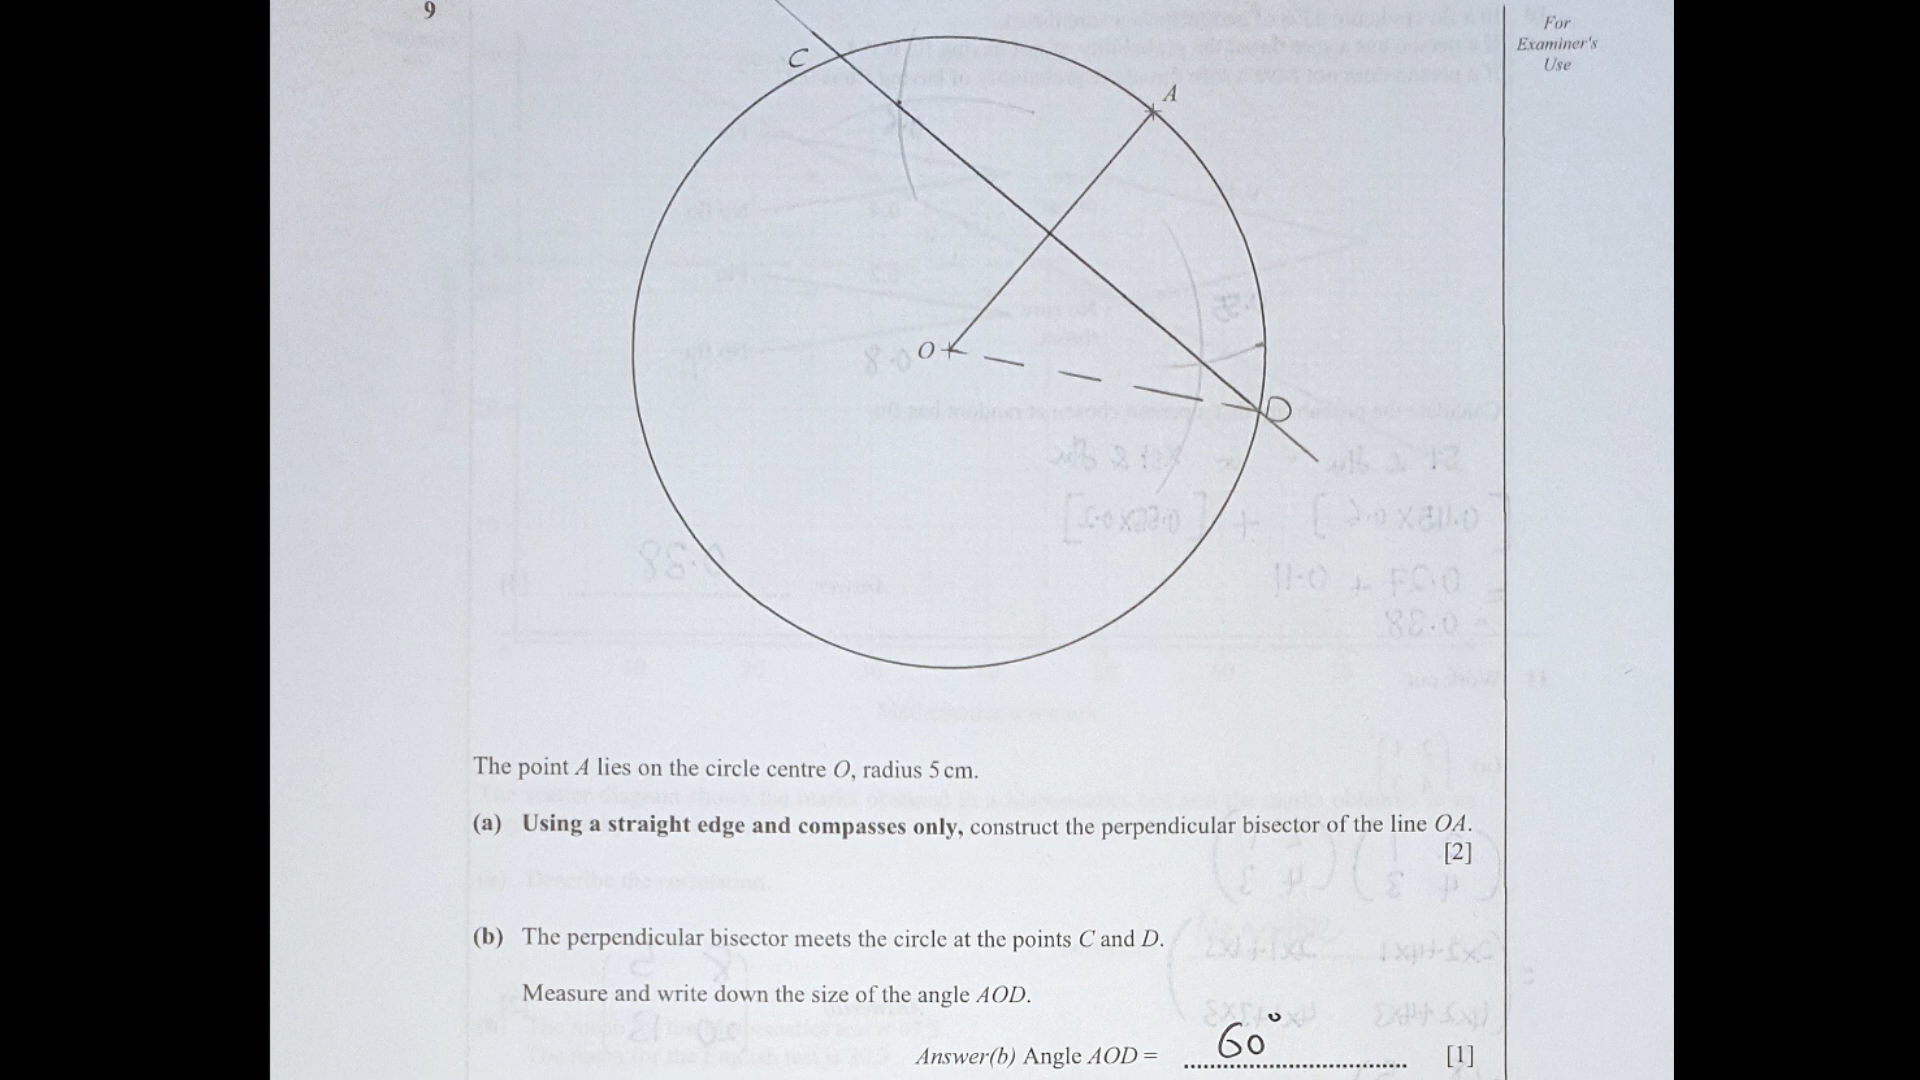 9
For
Examiner's
Use
C
A
O
D
The point A lies on the circle centre O, radius 5 cm.
(a) Using a straight edge and compasses only, construct the perpendicular bisector of the line OA.
[2]
(b) The perpendicular bisector meets the circle at the points C and D.
Measure and write down the size of the angle AOD.
Answer(b) Angle AOD = 60° [1]